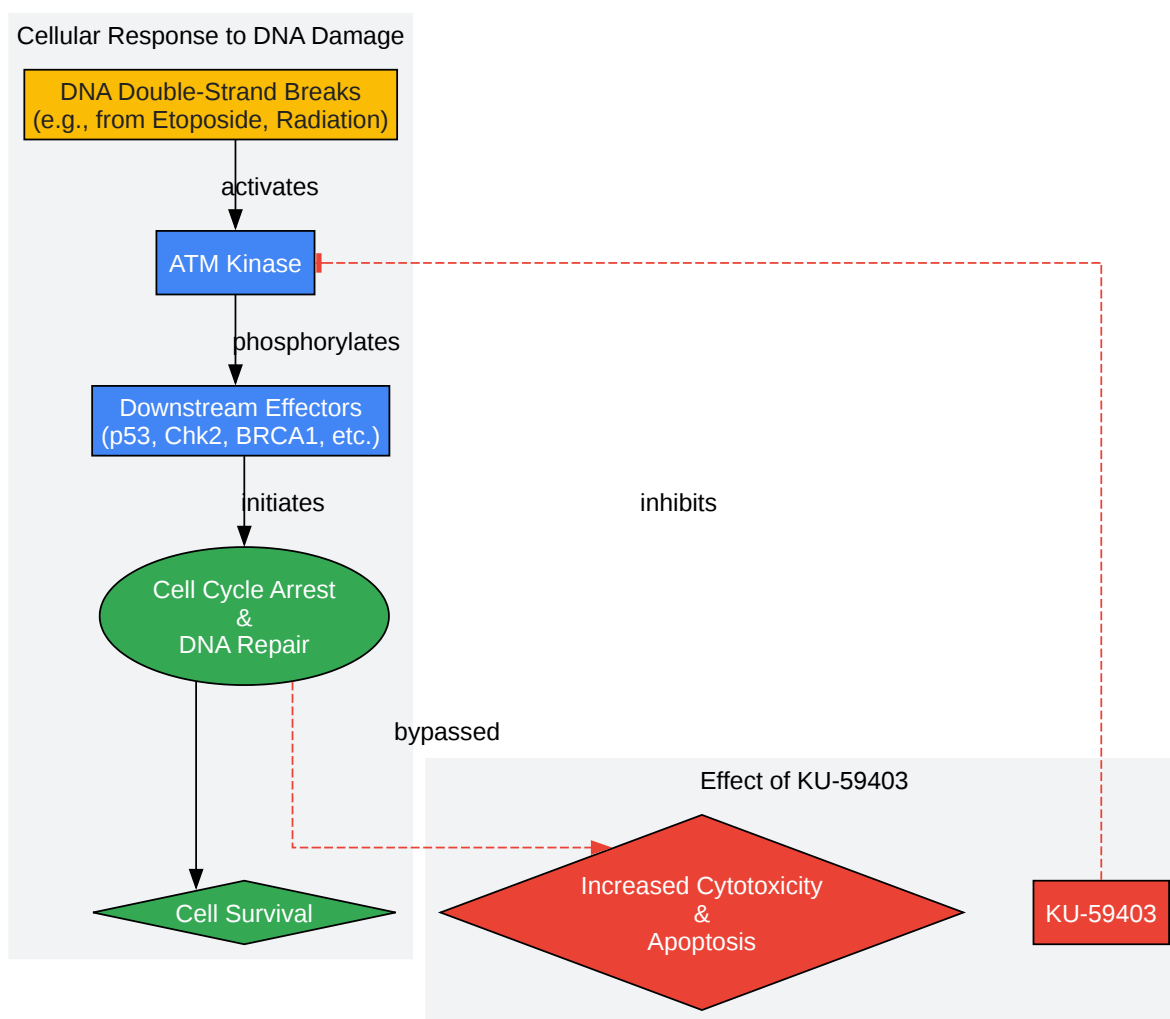 Cellular Response to DNA Damage
DNA Double-Strand Breaks
(e.g., from Etoposide, Radiation)
activates
ATM Kinase
phosphorylates
Downstream Effectors
(p53, Chk2, BRCA1, etc.)
initiates
inhibits
Cell Cycle Arrest
&
DNA Repair
bypassed
Effect of KU-59403
Cell Survival
Increased Cytotoxicity
&
Apoptosis
KU-59403